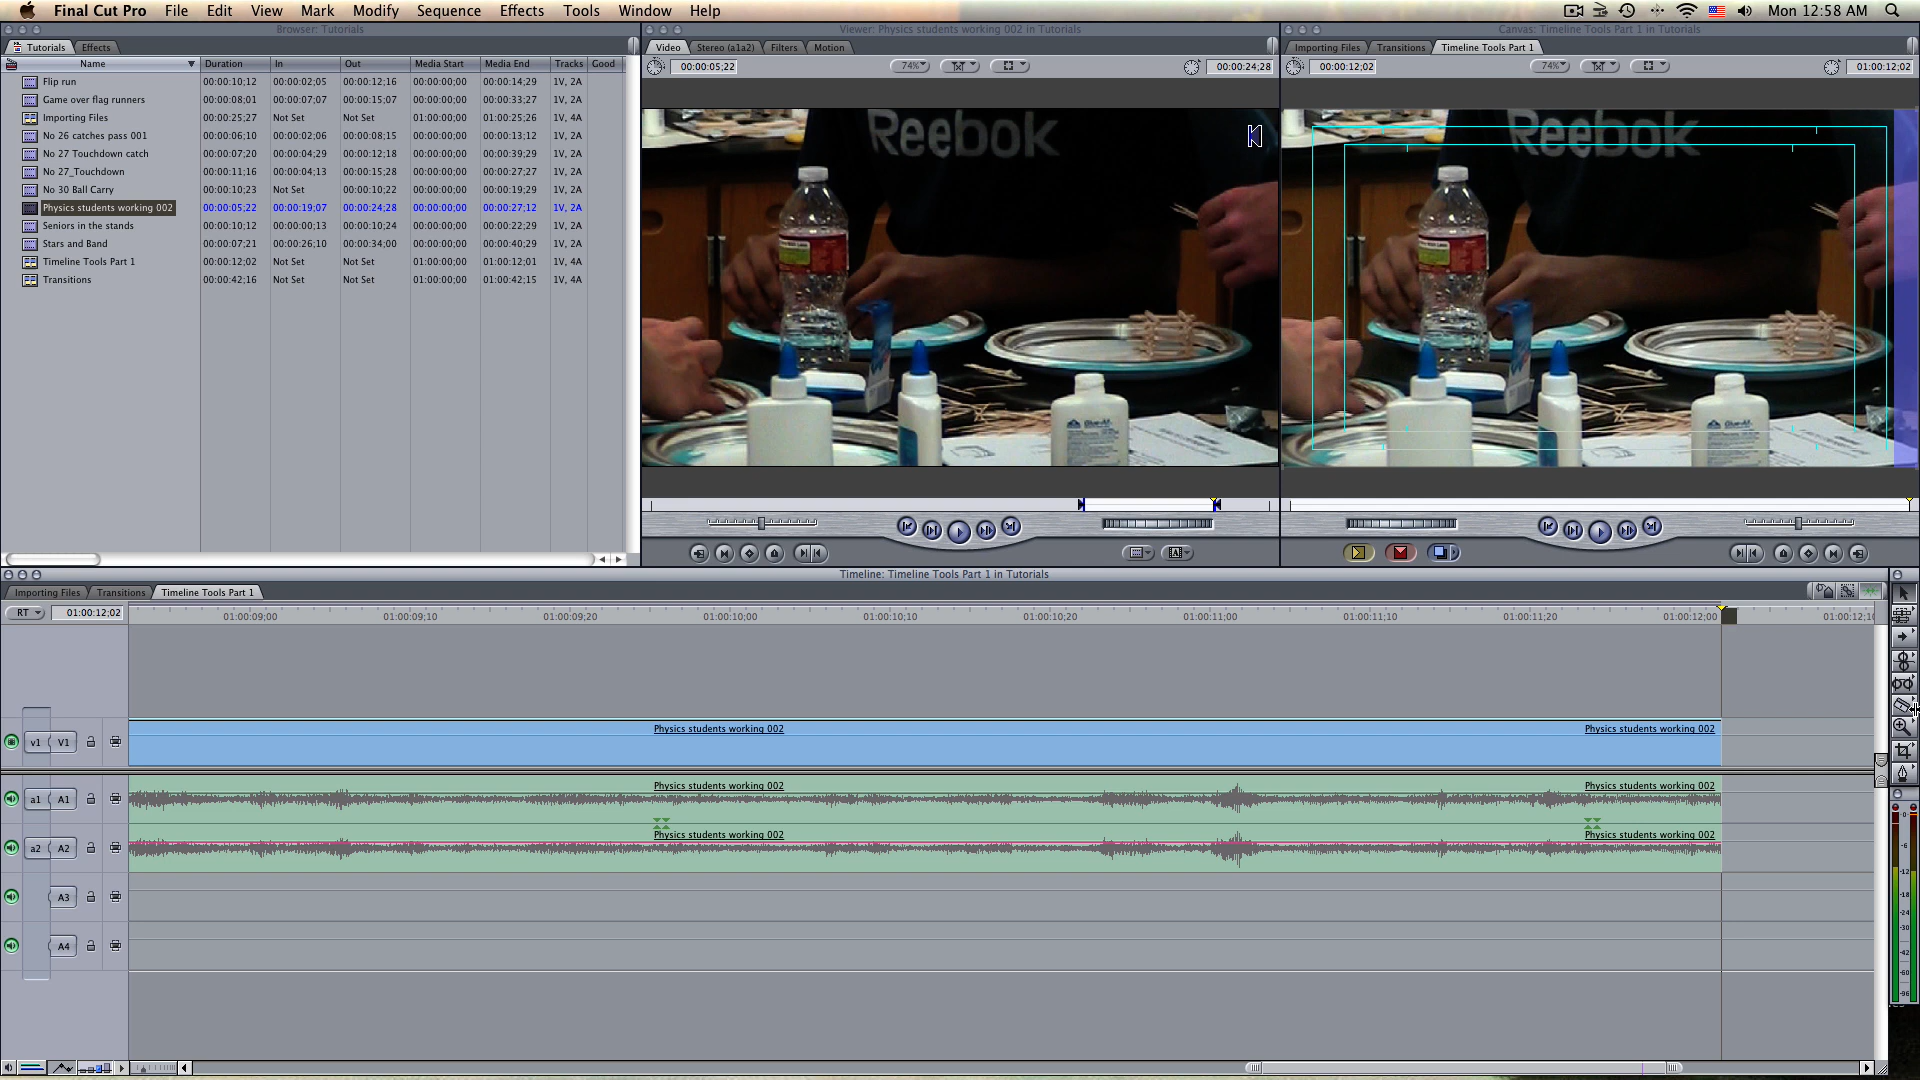 Final Cut Pro File Edit View Mark Modify Sequence Effects Tools Window Help Mon 12:58 AM
Browser: Tutorials Viewer: Physics students working 002 in Tutorials Canvas: Timeline Tools Part 1 in Tutorials
Tutorials Effects Video Stereo (a1a2) Filters Motion Importing Files Transitions Timeline Tools Part 1
Name Duration In Out Media Start Media End Tracks Good
00:00:05;22 74% 00:00:24;28 00:00:12;02 74% 01:00:12;02
Flip run 00:00:10;12 00:00:02;05 00:00:12;16 00:00:00;00 00:00:14;29 1V, 2A
Game over flag runners 00:00:08;01 00:00:07;07 00:00:15;07 00:00:00;00 00:00:33;27 1V, 2A
Importing Files 00:00:25;27 Not Set Not Set 01:00:00;00 01:00:25;26 1V, 4A
No 26 catches pass 001 00:00:06;10 00:00:02;06 00:00:08;15 00:00:00;00 00:00:13;12 1V, 2A
No 27 Touchdown catch 00:00:07;20 00:00:04;29 00:00:12;18 00:00:00;00 00:00:39;29 1V, 2A
No 27_Touchdown 00:00:11;16 00:00:04;13 00:00:15;28 00:00:00;00 00:00:27;27 1V, 2A
No 30 Ball Carry 00:00:10;23 Not Set 00:00:10;22 00:00:00;00 00:00:19;29 1V, 2A
Physics students working 002 00:00:05;22 00:00:19;07 00:00:24;28 00:00:00;00 00:00:27;12 1V, 2A
Seniors in the stands 00:00:10;12 00:00:00;13 00:00:10;24 00:00:00;00 00:00:22;29 1V, 2A
Stars and Band 00:00:07;21 00:00:26;10 00:00:34;00 00:00:00;00 00:00:40;29 1V, 2A
Timeline Tools Part 1 00:00:12;02 Not Set Not Set 01:00:00;00 01:00:12;01 1V, 4A
Transitions 00:00:42;16 Not Set Not Set 01:00:00;00 01:00:42;15 1V, 4A
Reebok
Reebok
Glue-All
Glue-All
Timeline: Timeline Tools Part 1 in Tutorials
Importing Files Transitions Timeline Tools Part 1
RT 01:00:12;02 01:00:09;00 01:00:09;10 01:00:09;20 01:00:10;00 01:00:10;10 01:00:10;20 01:00:11;00 01:00:11;10 01:00:11;20 01:00:12;00 01:00:12;10
Physics students working 002 Physics students working 002
v1 V1
Physics students working 002 Physics students working 002
a1 A1
Physics students working 002 Physics students working 002
a2 A2
A3
A4
0
-6
-12
-18
-24
-30
-42
-60
-96